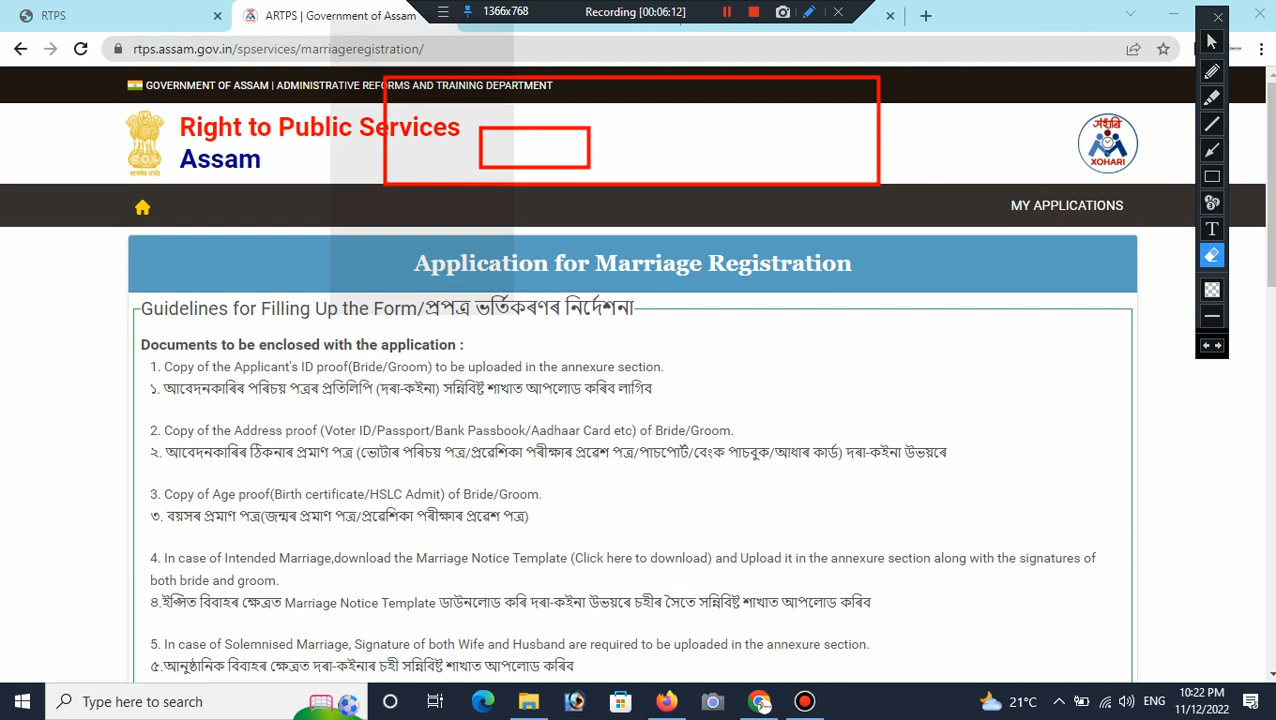 RTPS
ARTPS | Government of Assam
1366x768
Recording [00:06:12]
rtps.assam.gov.in/spservices/marriageregistration/
GOVERNMENT OF ASSAM | ADMINISTRATIVE REFORMS AND TRAINING DEPARTMENT
Right to Public Services
Assam
XOHARI
MY APPLICATIONS
Application for Marriage Registration
Guidelines for Filling Up the Form/প্ৰপত্ৰ ভৰ্তিকৰণৰ নিৰ্দেশনা
Documents to be enclosed with the application :
1. Copy of the Applicant's ID proof(Bride/Groom) to be uploaded in the annexure section.
১. আবেদনকাৰিৰ পৰিচয় পত্ৰৰ প্ৰতিলিপি (দৰা-কইনা) সন্নিবিষ্ট শাখাত আপলোড কৰিব লাগিব
2. Copy of the Address proof (Voter ID/Passport/Bank Passbook/Aadhaar Card etc) of Bride/Groom.
২. আবেদনকাৰিৰ ঠিকনাৰ প্ৰমাণ পত্ৰ (ভোটাৰ পৰিচয় পত্ৰ/প্ৰৱেশিকা পৰীক্ষাৰ প্ৰৱেশ পত্ৰ/পাচপোৰ্ট/বেংক পাচবুক/আধাৰ কাৰ্ড) দৰা-কইনা উভয়ৰে
3. Copy of Age proof(Birth certificate/HSLC Admit) of Bride/Groom.
৩. বয়সৰ প্ৰমাণ পত্ৰ(জন্মৰ প্ৰমাণ পত্ৰ/প্ৰৱেশিকা পৰীক্ষাৰ প্ৰৱেশ পত্ৰ)
4. In case of Intended Marriage,download the Marriage Notice Template (Click here to download) and Upload it in the annexure section along with the signatures of
both bride and groom.
৪.ইপ্সিত বিবাহৰ ক্ষেত্ৰত Marriage Notice Template ডাউনলোড কৰি দৰা-কইনা উভয়ৰে চহীৰ সৈতে সন্নিবিষ্ট শাখাত আপলোড কৰিব
5. In case of Solemnised Marriage, Signature of both Wife and Husband are required to be uploaded in the annexure section.
৫.আনুষ্ঠানিক বিবাহৰ ক্ষেত্ৰত দৰা-কইনাৰ চহী সন্নিবিষ্ট শাখাত আপলোড কৰিব
Type here to search
21°C
ENG
10:22 PM
11/12/2022